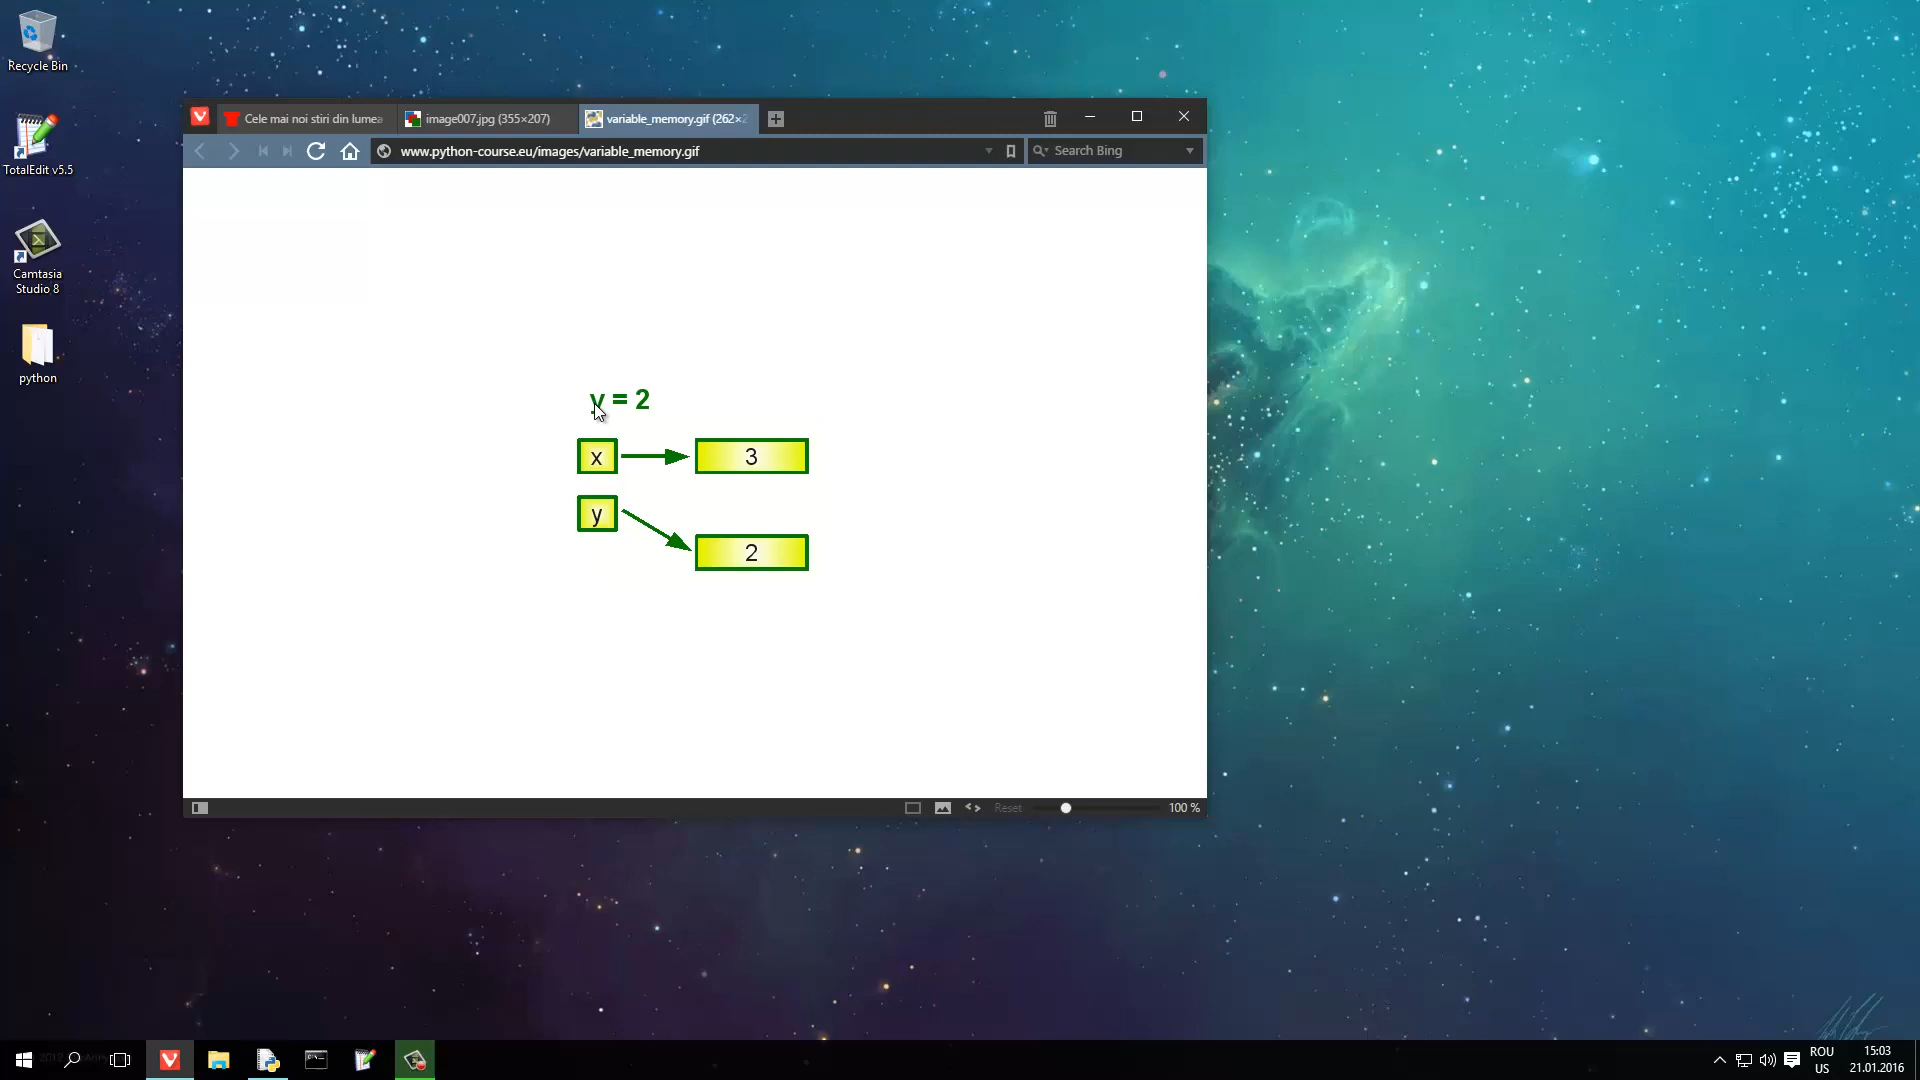 Recycle Bin
TotalEdit v5.5
Camtasia
Studio 8
python
Cele mai noi stiri din lumea
image007.jpg (355×207)
variable_memory.gif (262×2
www.python-course.eu/images/variable_memory.gif
Search Bing
y = 2
x
3
y
2
Reset
100 %
ROU
US
15:03
21.01.2016